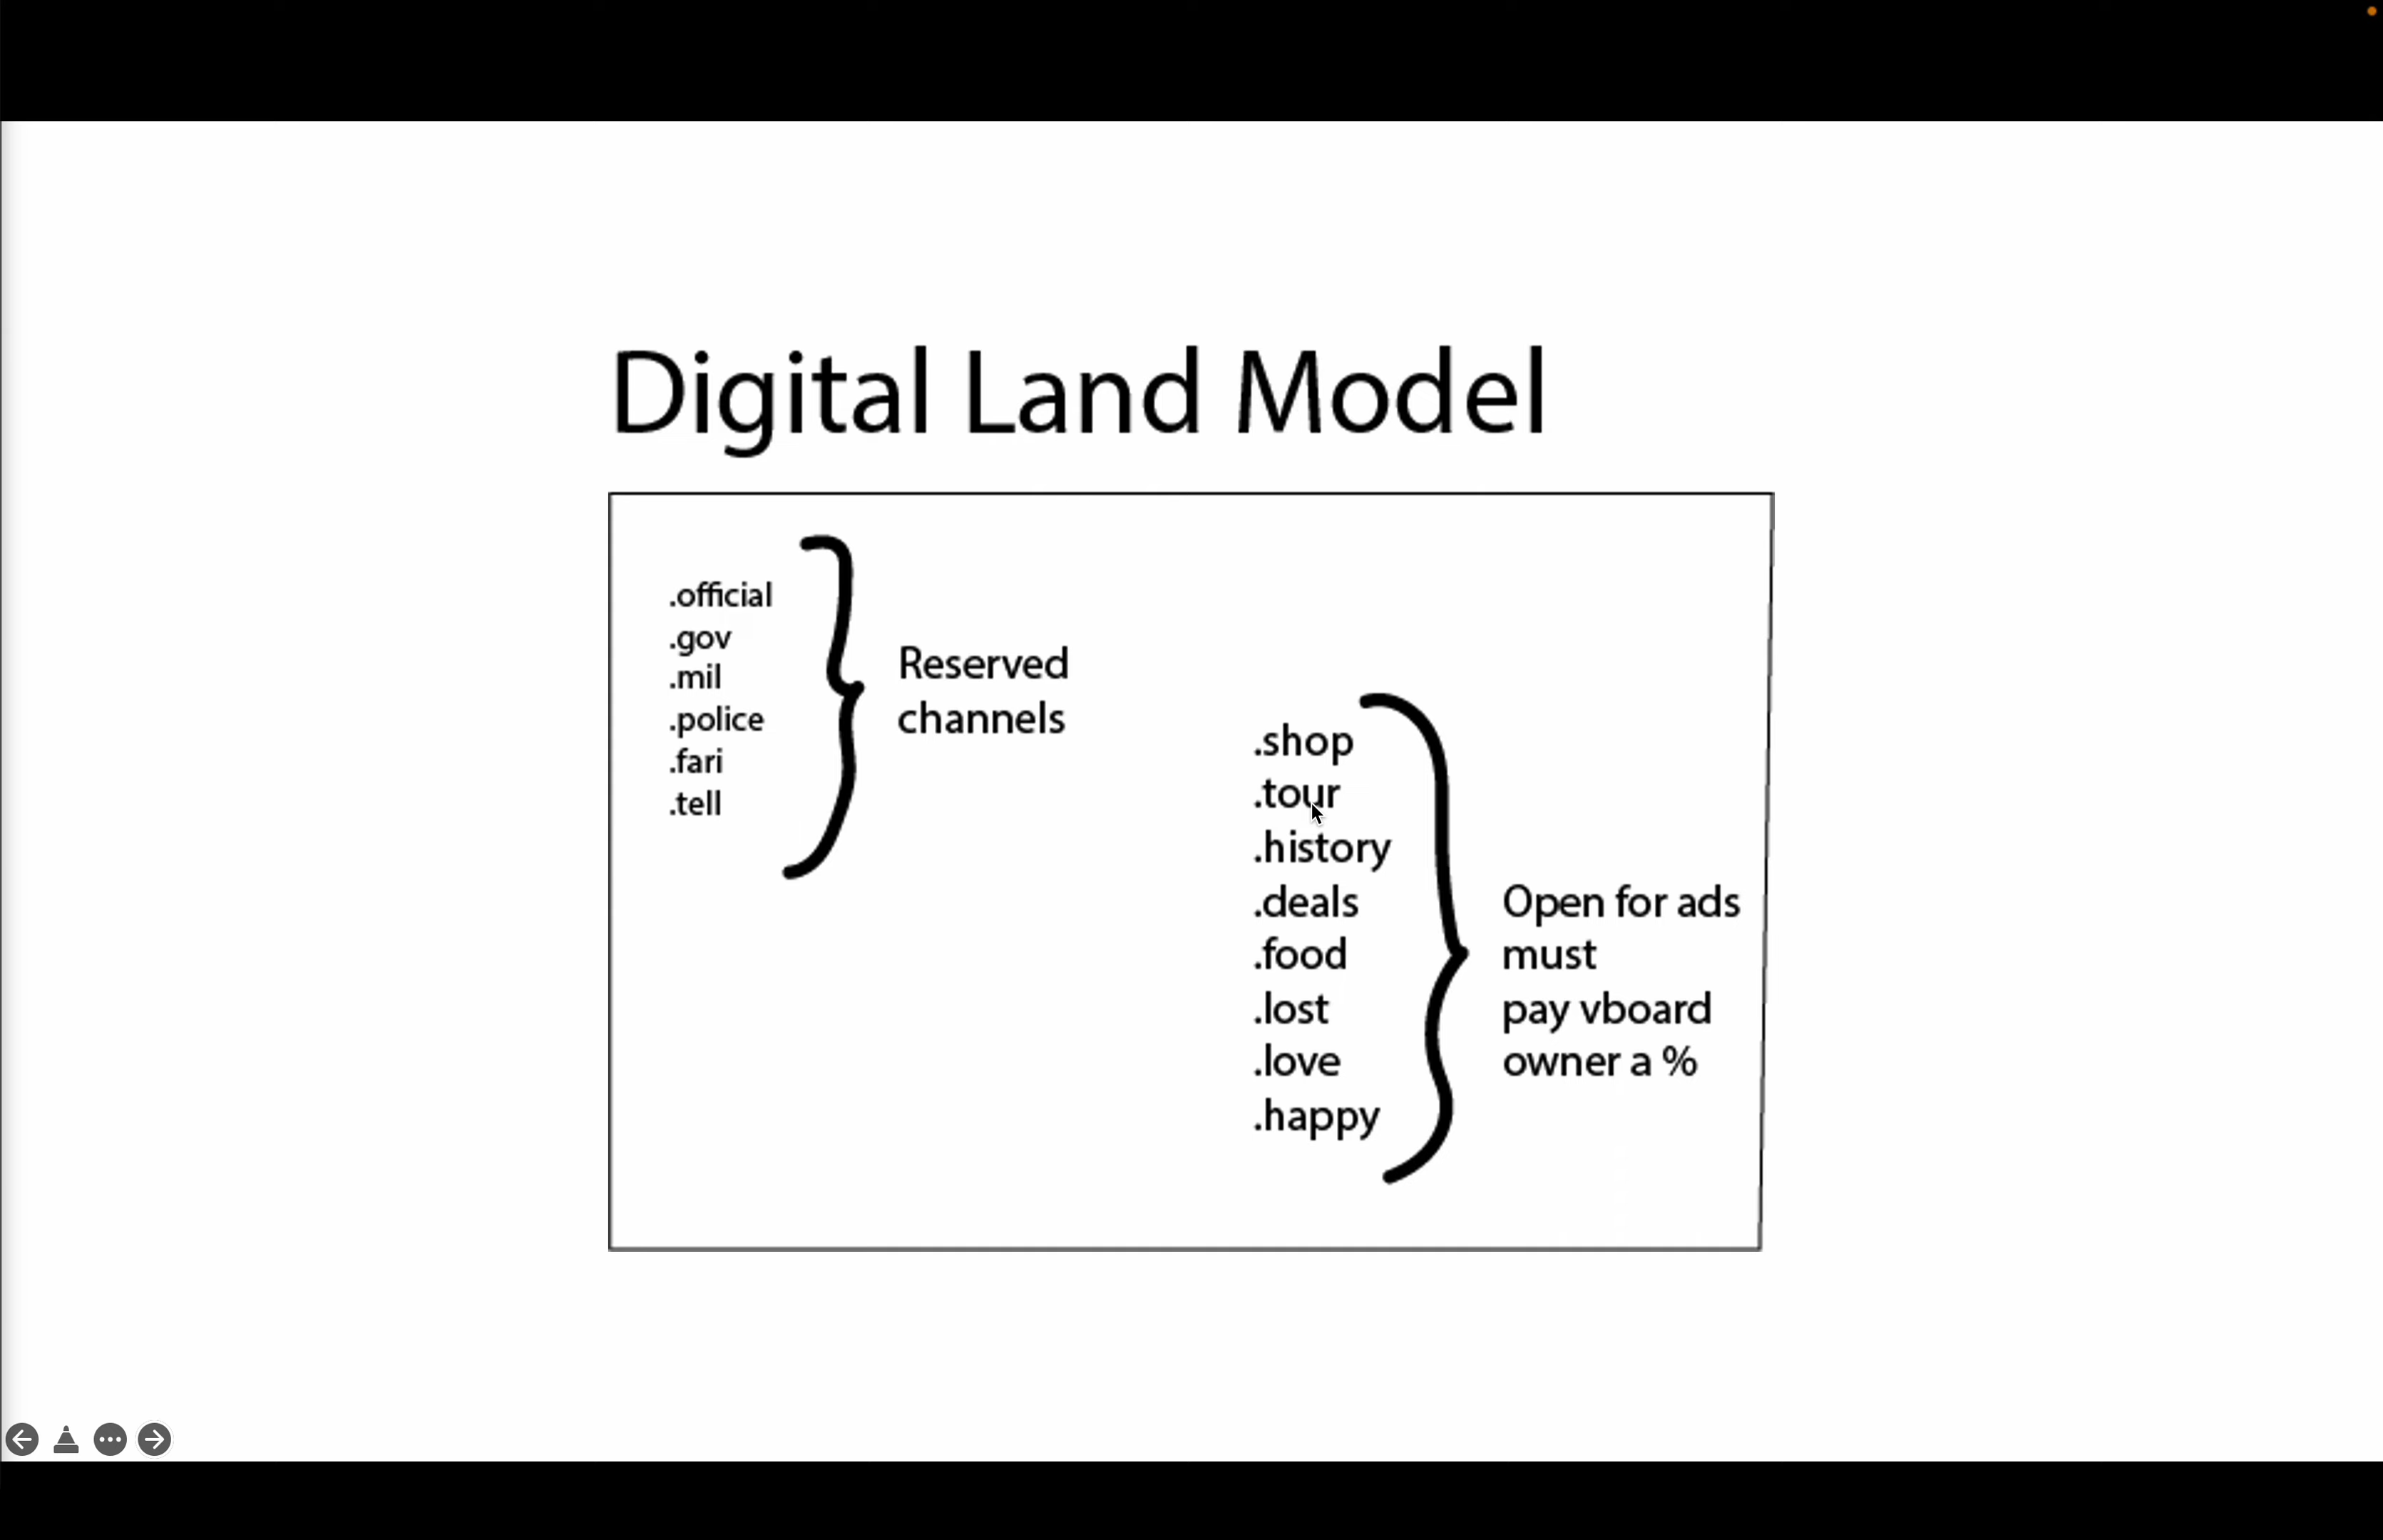 Digital Land Model
.official
.gov
.mil
.police
.fari
.tell
Reserved
channels
.shop
.tour
.history
.deals
.food
.lost
.love
.happy
Open for ads
must
pay vboard
owner a %